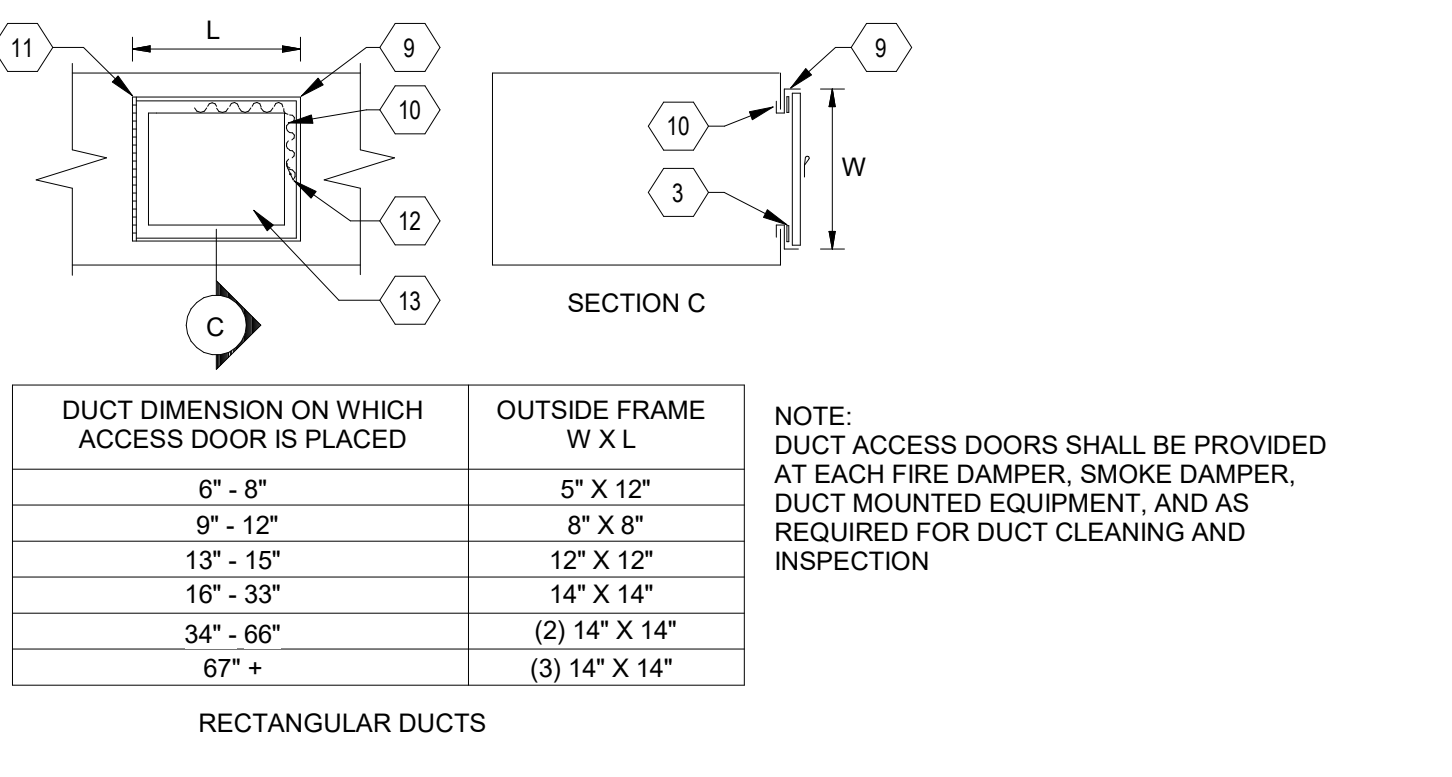 L
11
9
10
12
13
C
9
10
3
W
SECTION C
DUCT DIMENSION ON WHICH
ACCESS DOOR IS PLACED
OUTSIDE FRAME
W X L
6" - 8"
5" X 12"
9" - 12"
8" X 8"
13" - 15"
12" X 12"
16" - 33"
14" X 14"
34" - 66"
(2) 14" X 14"
67" +
(3) 14" X 14"
RECTANGULAR DUCTS
NOTE:
DUCT ACCESS DOORS SHALL BE PROVIDED
AT EACH FIRE DAMPER, SMOKE DAMPER,
DUCT MOUNTED EQUIPMENT, AND AS
REQUIRED FOR DUCT CLEANING AND
INSPECTION